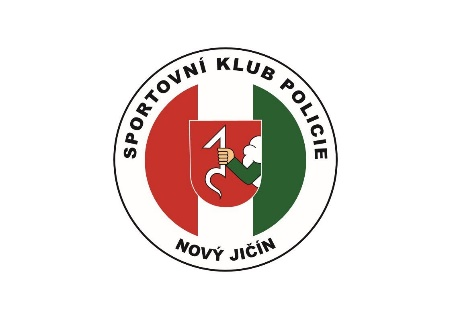 SPORTOVNÍ KLUB POLICIE
NOVÝ JIČÍN